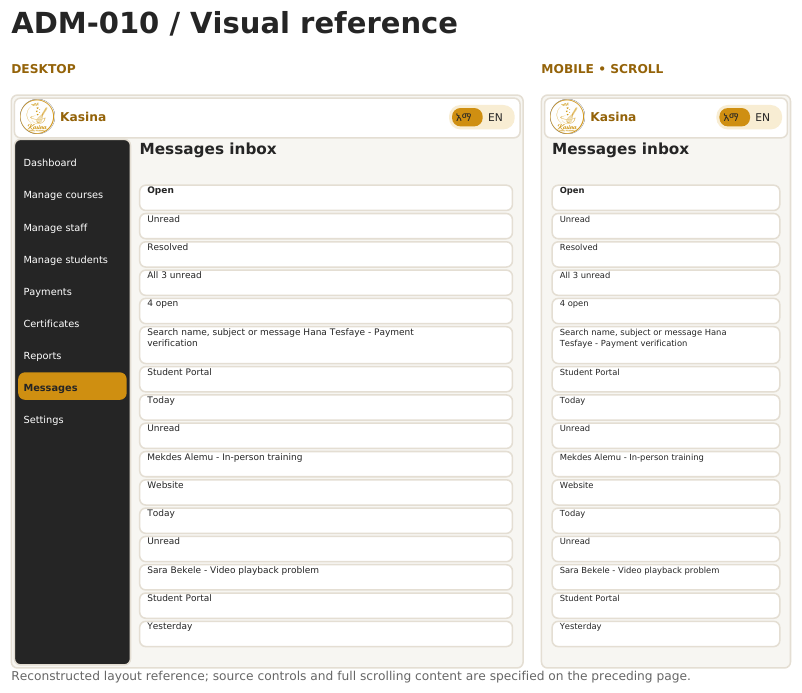 ADM-010 / Visual reference
DESKTOP
Kasina
Kasina
አማ
EN
Dashboard
Manage courses
Manage staff
Manage students
Payments
Certificates
Reports
Messages
Settings
Messages inbox
Open
Unread
Resolved
All 3 unread
4 open
Search name, subject or message Hana Tesfaye - Payment
verification
Student Portal
Today
Unread
Mekdes Alemu - In-person training
Website
Today
Unread
Sara Bekele - Video playback problem
Student Portal
Yesterday
MOBILE • SCROLL
Kasina
Kasina
አማ
EN
Messages inbox
Open
Unread
Resolved
All 3 unread
4 open
Search name, subject or message Hana
Tesfaye - Payment verification
Student Portal
Today
Unread
Mekdes Alemu - In-person training
Website
Today
Unread
Sara Bekele - Video playback problem
Student Portal
Yesterday
Reconstructed layout reference; source controls and full scrolling content are specified on the preceding page.